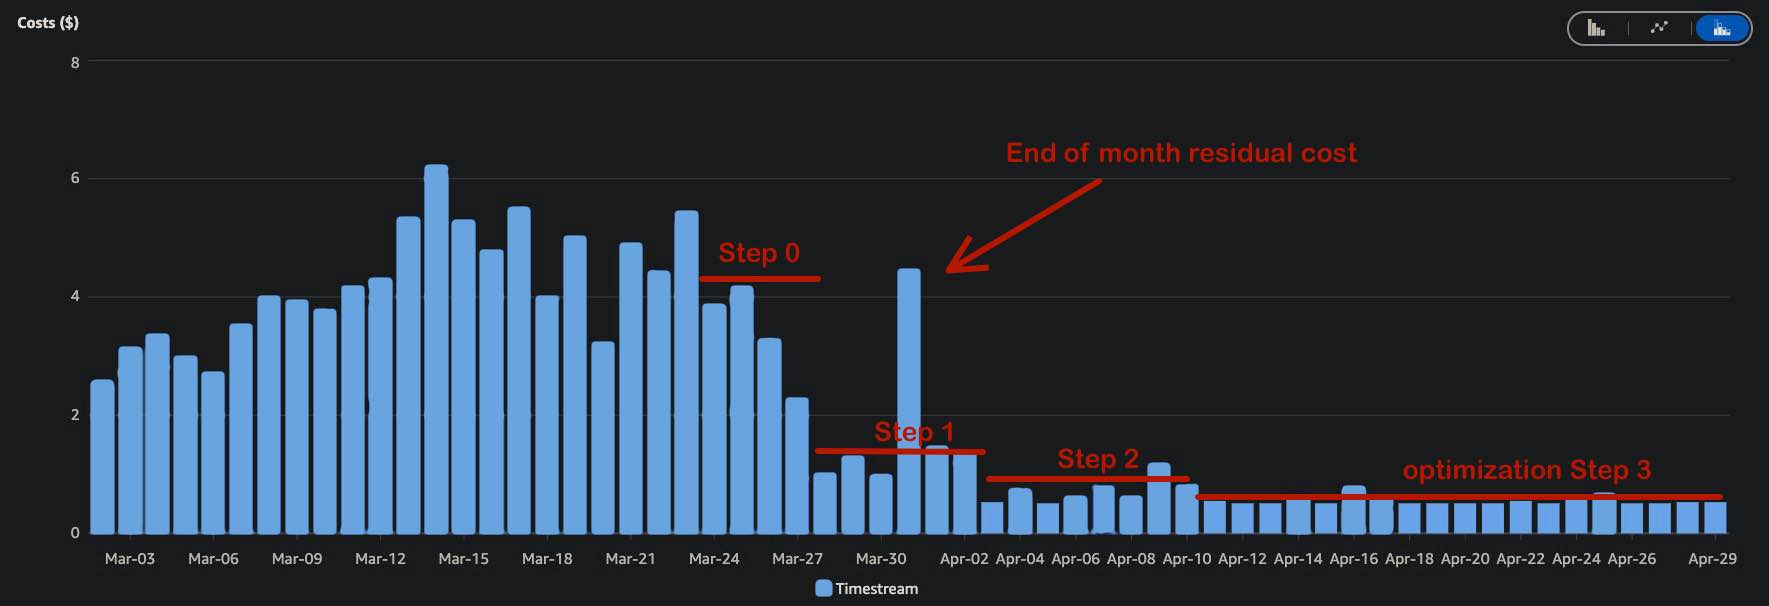 Costs ($)
8
6
4
2
0
End of month residual cost
Step 0
Step 1
Step 2
optimization Step 3
Mar-03 Mar-06 Mar-09 Mar-12 Mar-15 Mar-18 Mar-21 Mar-24 Mar-27 Mar-30 Apr-02 Apr-04 Apr-06 Apr-08 Apr-10 Apr-12 Apr-14 Apr-16 Apr-18 Apr-20 Apr-22 Apr-24 Apr-26 Apr-29
Timestream